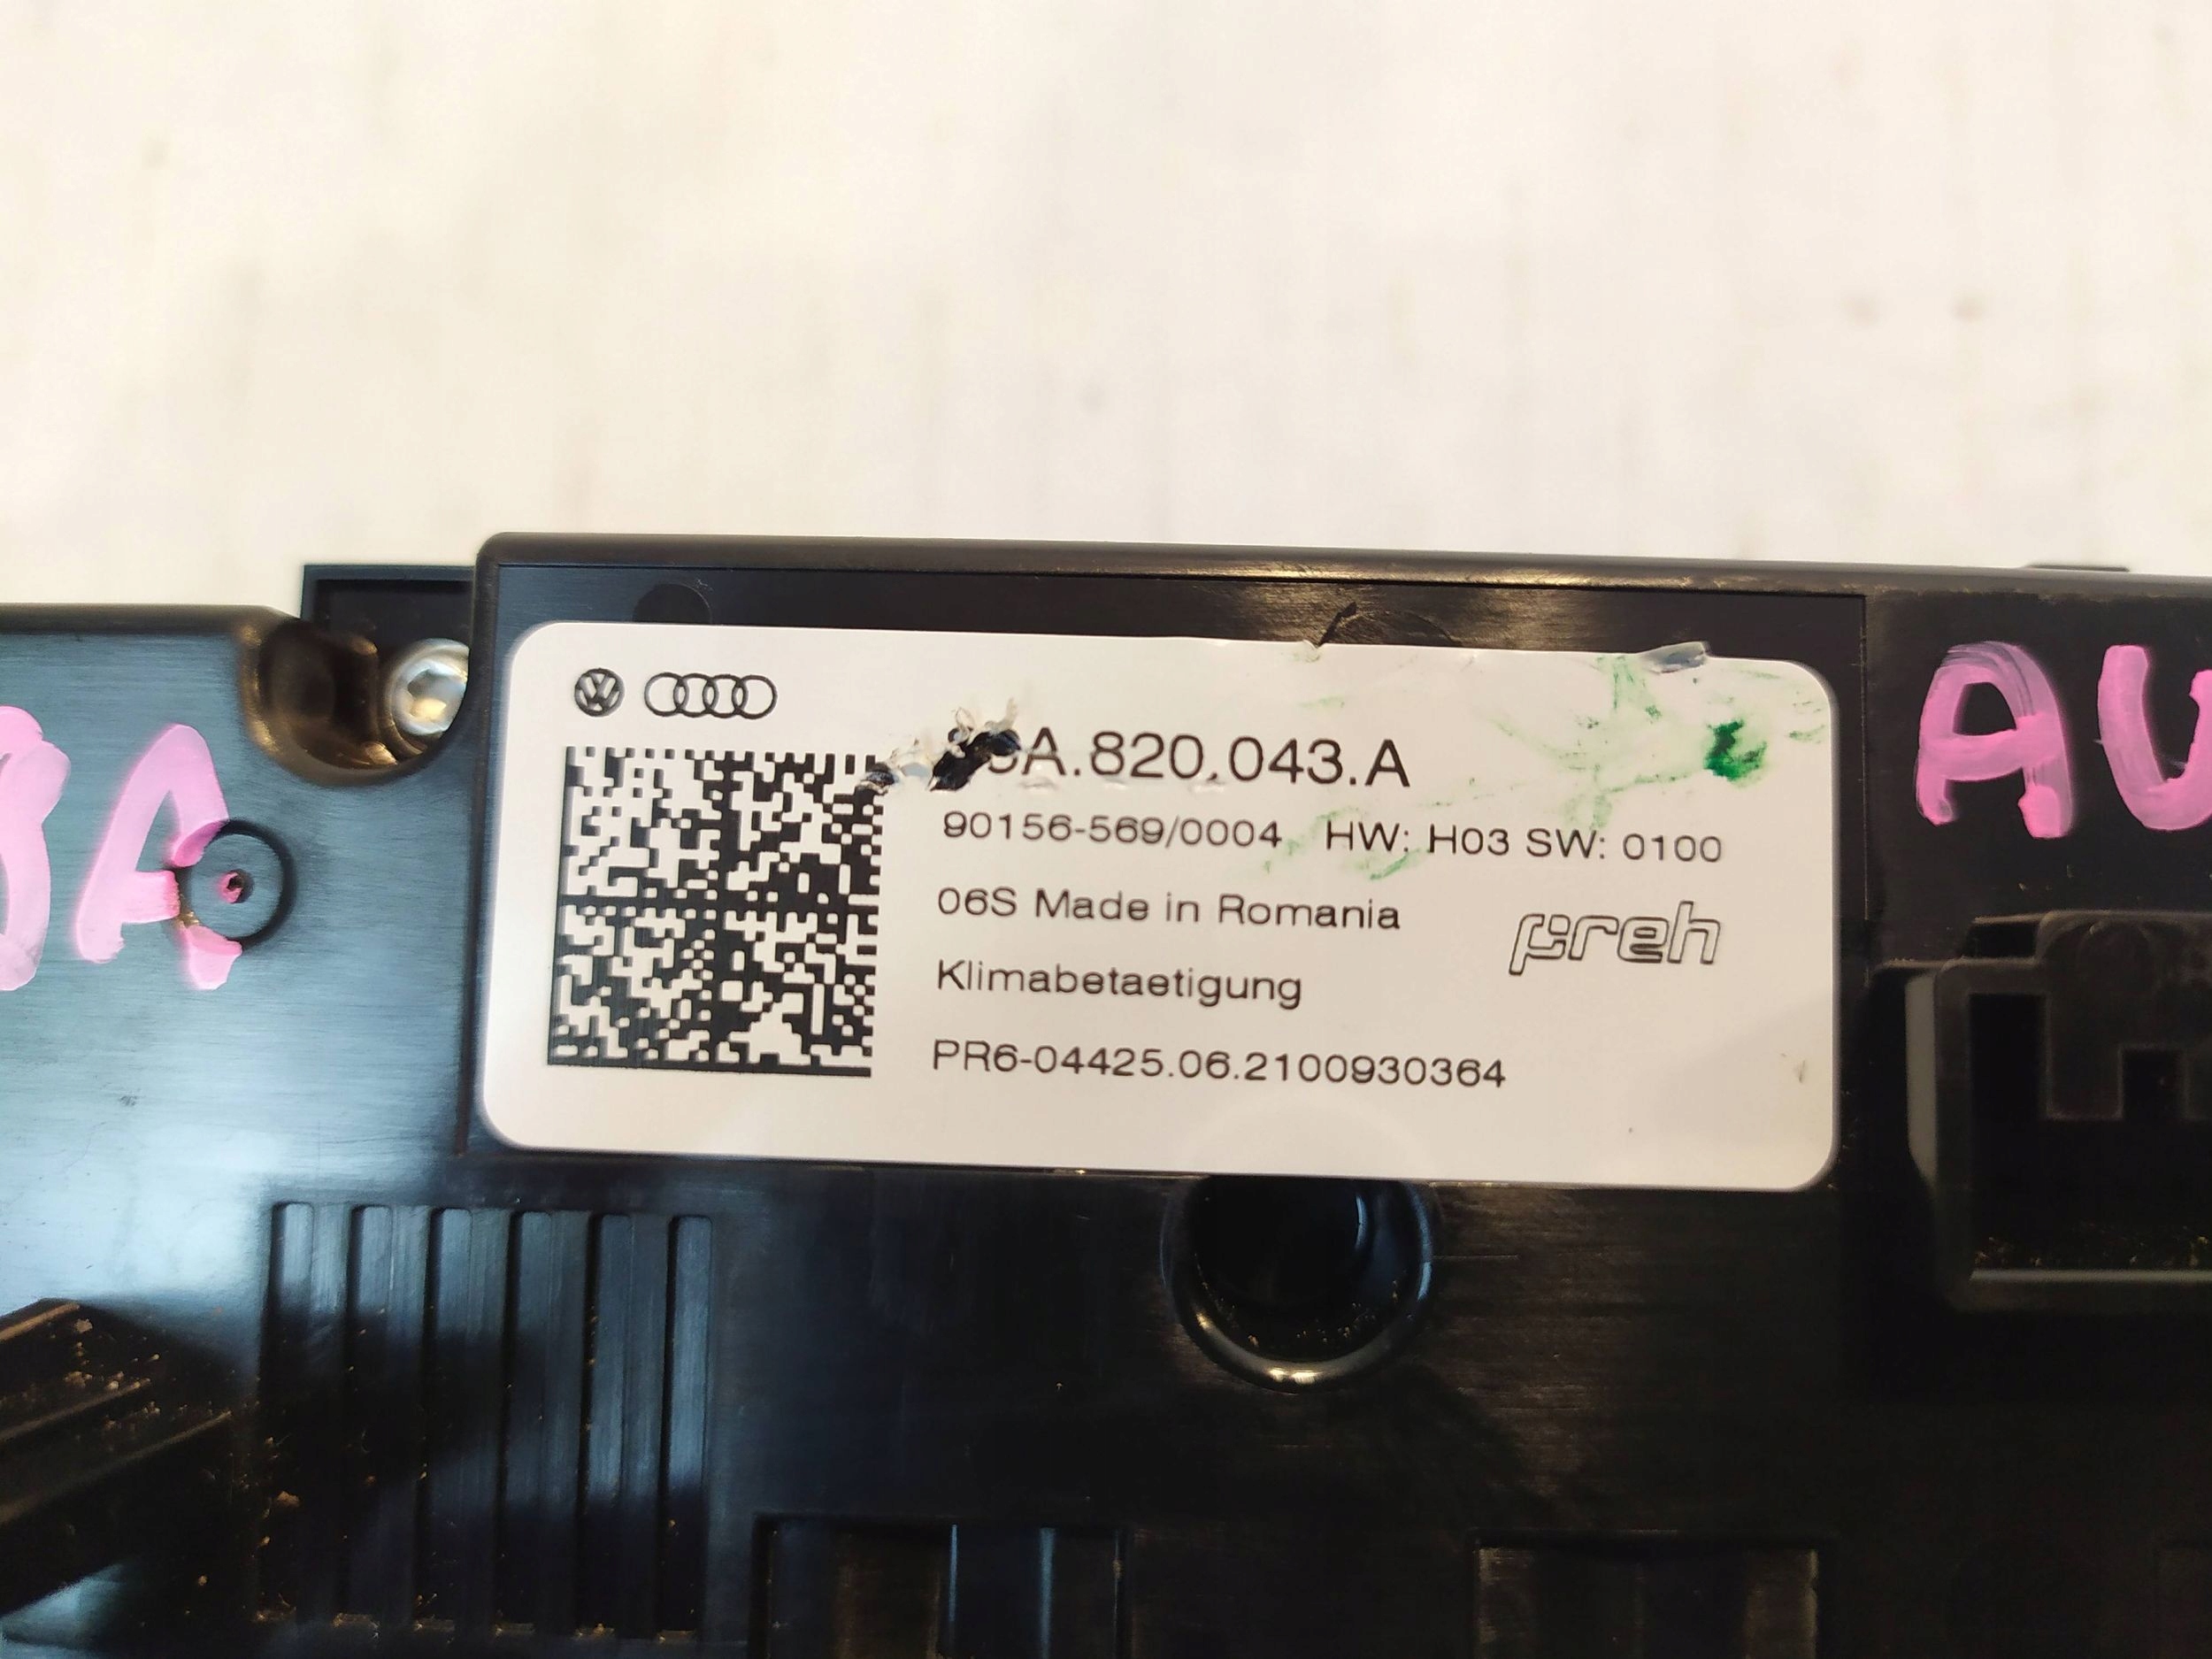 A.820.043.A
90156-569/0004 HW: H03 SW: 0100
06S Made in Romania
preh
Klimabetaetigung
PR6-04425.06.2100930364
AU